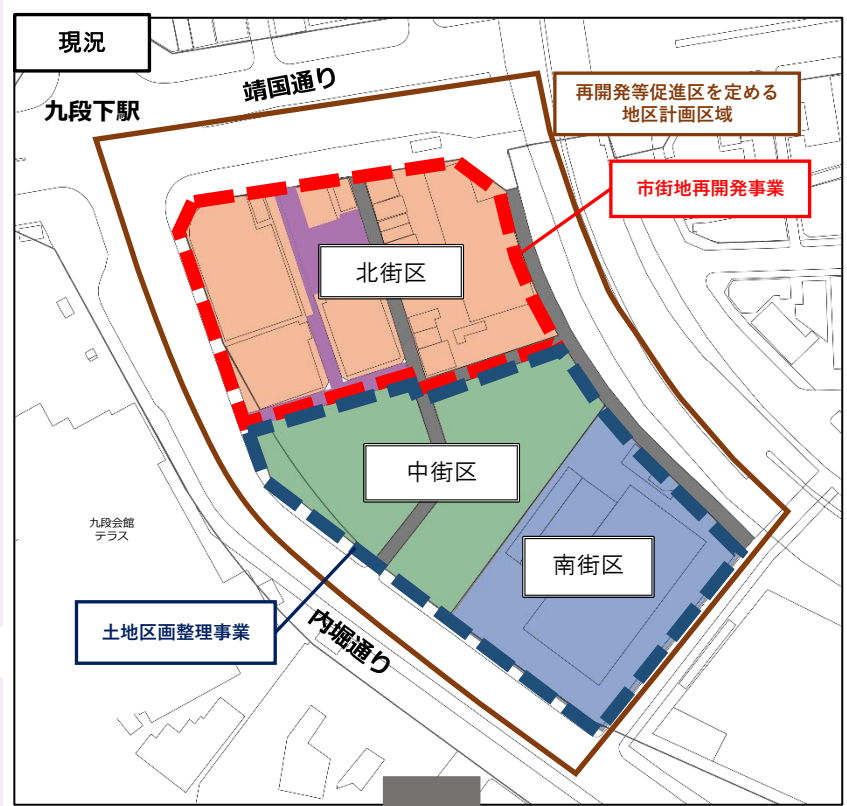 現況
靖国通り
九段下駅
再開発等促進区を定める
地区計画区域
市街地再開発事業
北街区
中街区
九段会館
テラス
南街区
土地区画整理事業
内堀通り